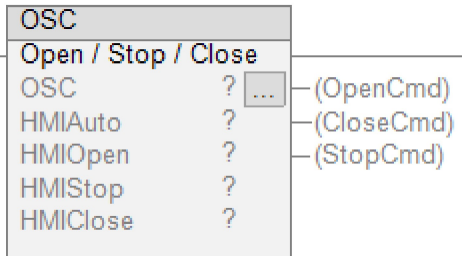 OSC
Open / Stop / Close
OSC ? ... (OpenCmd)
HMIAuto ? (CloseCmd)
HMIOpen ? (StopCmd)
HMIStop ?
HMIClose ?